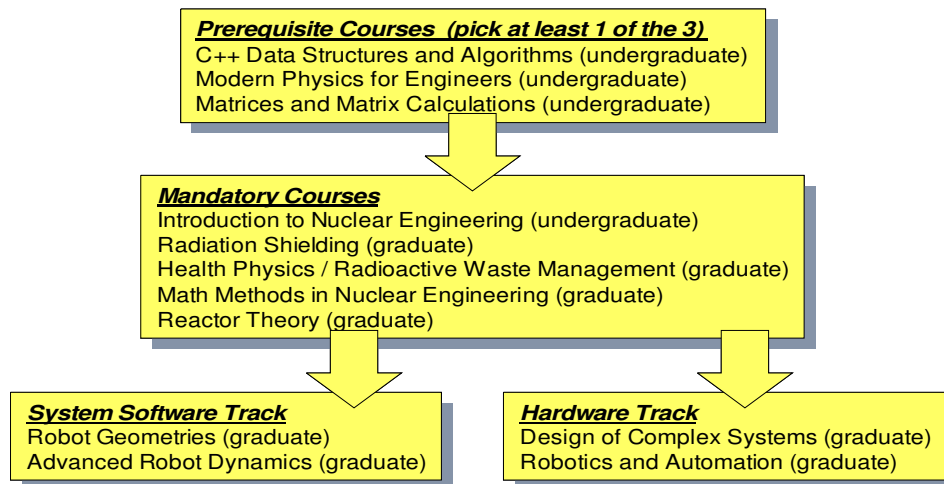 Prerequisite Courses (pick at least 1 of the 3)
C++ Data Structures and Algorithms (undergraduate)
Modern Physics for Engineers (undergraduate)
Matrices and Matrix Calculations (undergraduate)
Mandatory Courses
Introduction to Nuclear Engineering (undergraduate)
Radiation Shielding (graduate)
Health Physics / Radioactive Waste Management (graduate)
Math Methods in Nuclear Engineering (graduate)
Reactor Theory (graduate)
System Software Track
Robot Geometries (graduate)
Advanced Robot Dynamics (graduate)
Hardware Track
Design of Complex Systems (graduate)
Robotics and Automation (graduate)